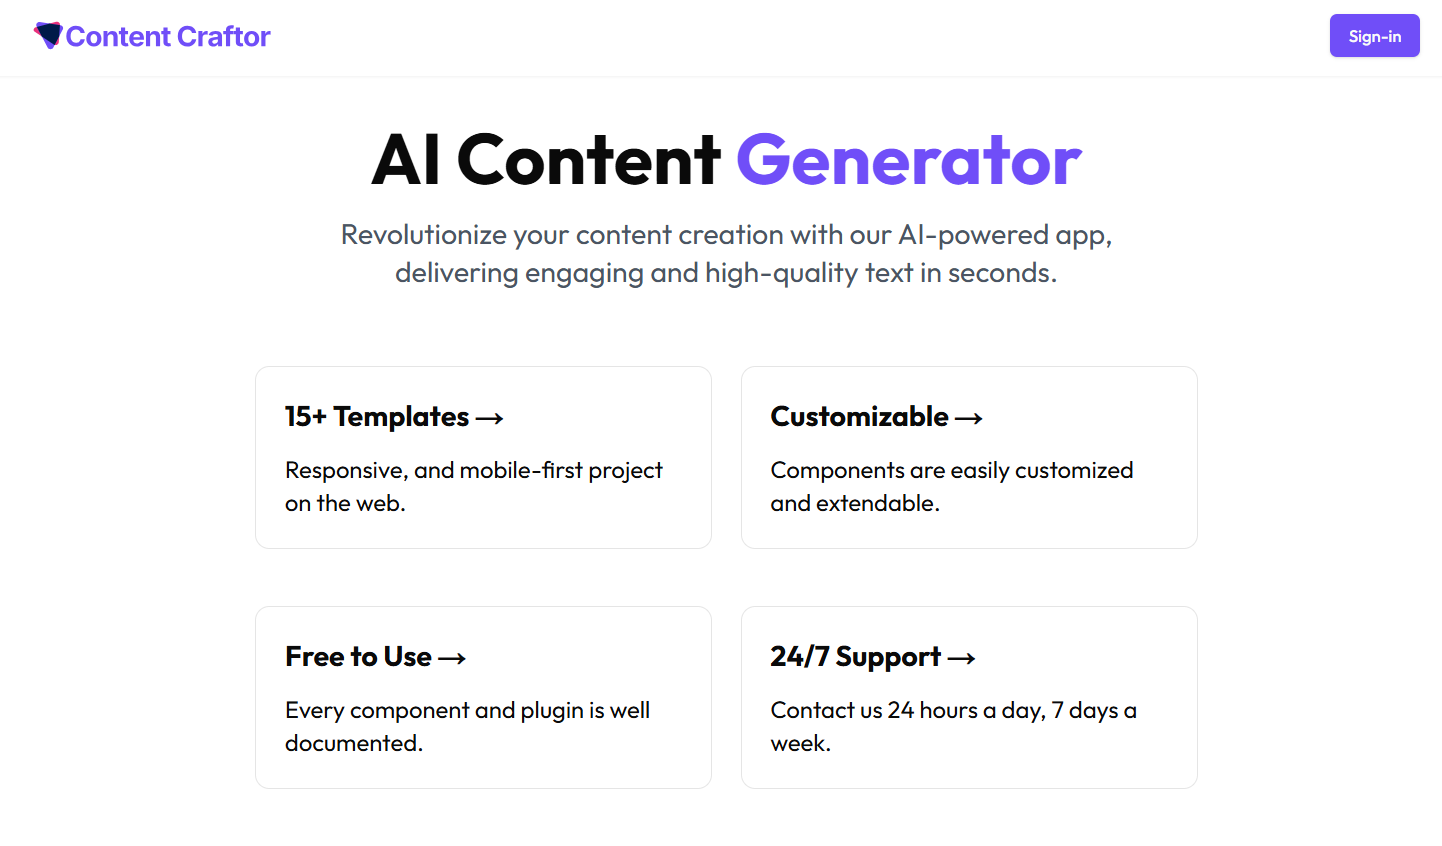 Content Craftor
Sign-in
AI Content Generator
Revolutionize your content creation with our AI-powered app,
delivering engaging and high-quality text in seconds.
15+ Templates →
Responsive, and mobile-first project
on the web.
Customizable →
Components are easily customized
and extendable.
Free to Use →
Every component and plugin is well
documented.
24/7 Support →
Contact us 24 hours a day, 7 days a
week.